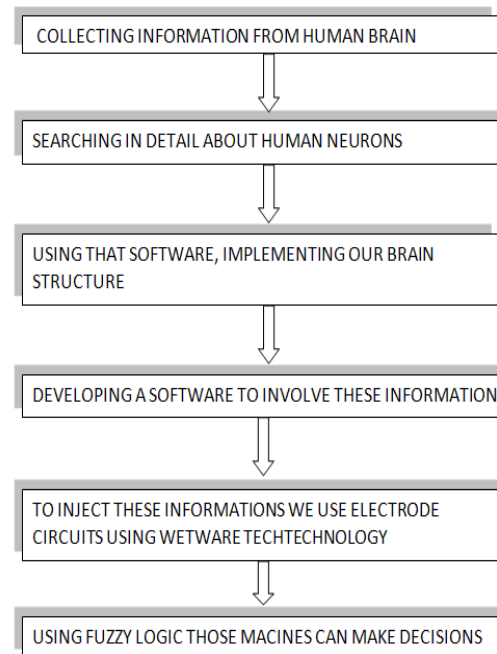 COLLECTING INFORMATION FROM HUMAN BRAIN
SEARCHING IN DETAIL ABOUT HUMAN NEURONS
USING THAT SOFTWARE, IMPLEMENTING OUR BRAIN
STRUCTURE
DEVELOPING A SOFTWARE TO INVOLVE THESE INFORMATION
TO INJECT THESE INFORMATIONS WE USE ELECTRODE
CIRCUITS USING WETWARE TECHTECHNOLOGY
USING FUZZY LOGIC THOSE MACINES CAN MAKE DECISIONS